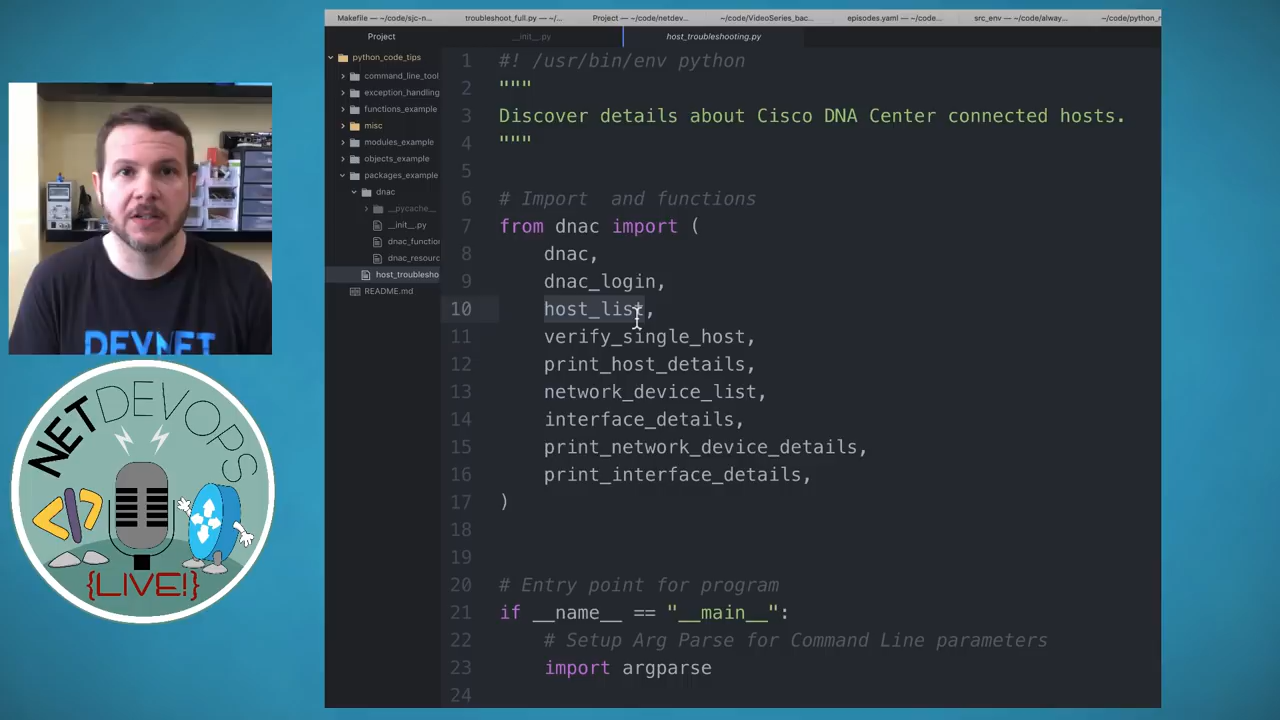 Makefile — ~/code/sjc-n...
troubleshoot_full.py — ~/...
Project — ~/code/netdev...
~/code/VideoSeries_bac...
episodes.yaml — ~/code...
src_env — ~/code/alway...
~/code/python_n
Project
__init__.py
host_troubleshooting.py
python_code_tips
command_line_tool
exception_handling
functions_example
misc
modules_example
objects_example
packages_example
dnac
__pycache__
__init__.py
dnac_function
dnac_resourc
host_troublesho
README.md
1 #! /usr/bin/env python
2 """
3 Discover details about Cisco DNA Center connected hosts.
4 """
5
6 # Import  and functions
7 from dnac import (
8 dnac,
9 dnac_login,
10 host_list,
11 verify_single_host,
12 print_host_details,
13 network_device_list,
14 interface_details,
15 print_network_device_details,
16 print_interface_details,
17 )
18
19
20 # Entry point for program
21 if __name__ == "__main__":
22 # Setup Arg Parse for Command Line parameters
23 import argparse
24
DEVNET
NETDEVOPS
</>
{LIVE!}